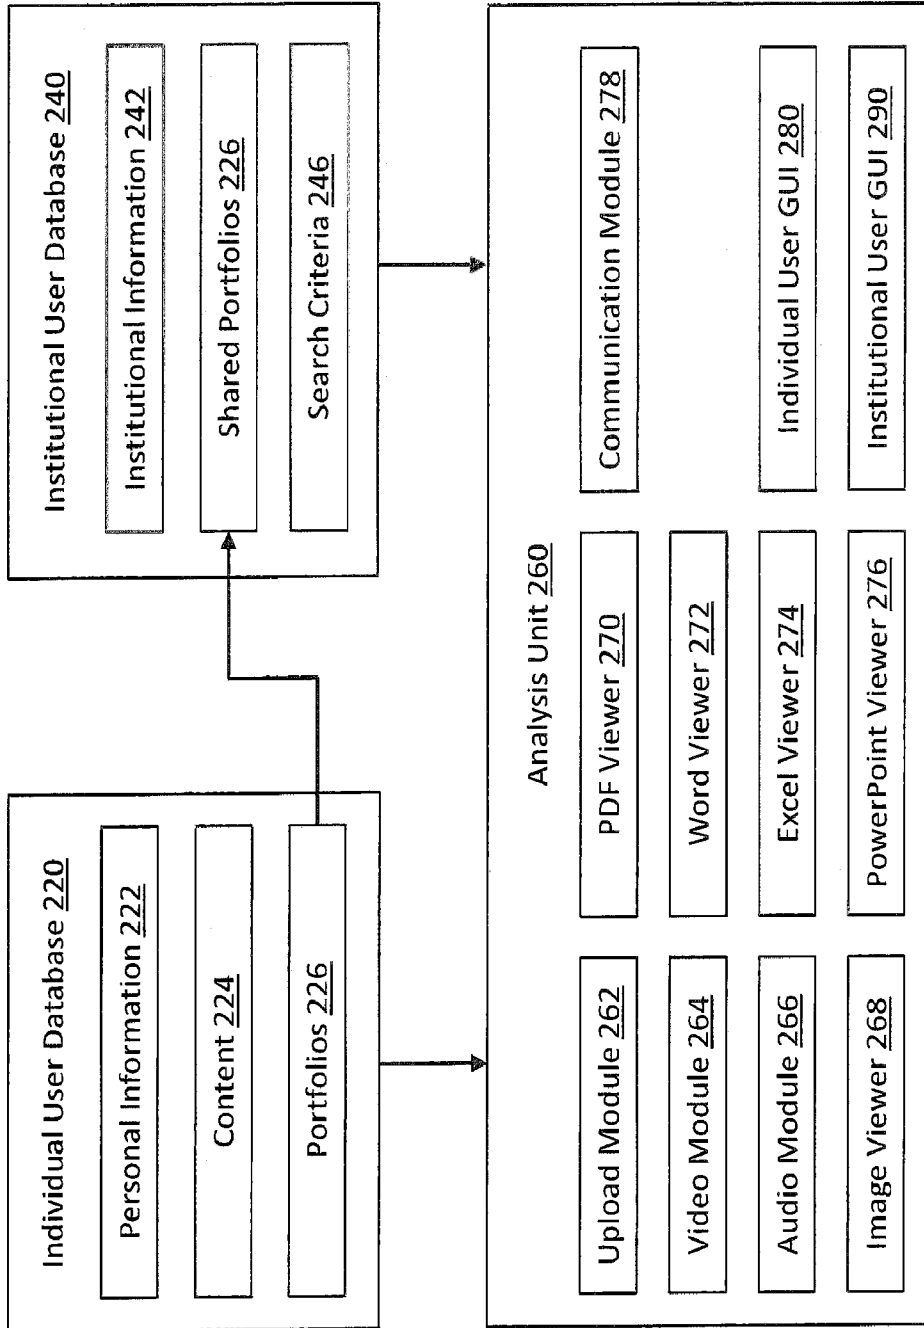 Individual User Database 220
Personal Information 222
Content 224
Portfolios 226
Institutional User Database 240
Institutional Information 242
Shared Portfolios 226
Search Criteria 246
Analysis Unit 260
Upload Module 262
Video Module 264
Audio Module 266
Image Viewer 268
PDF Viewer 270
Word Viewer 272
Excel Viewer 274
PowerPoint Viewer 276
Communication Module 278
Individual User GUI 280
Institutional User GUI 290